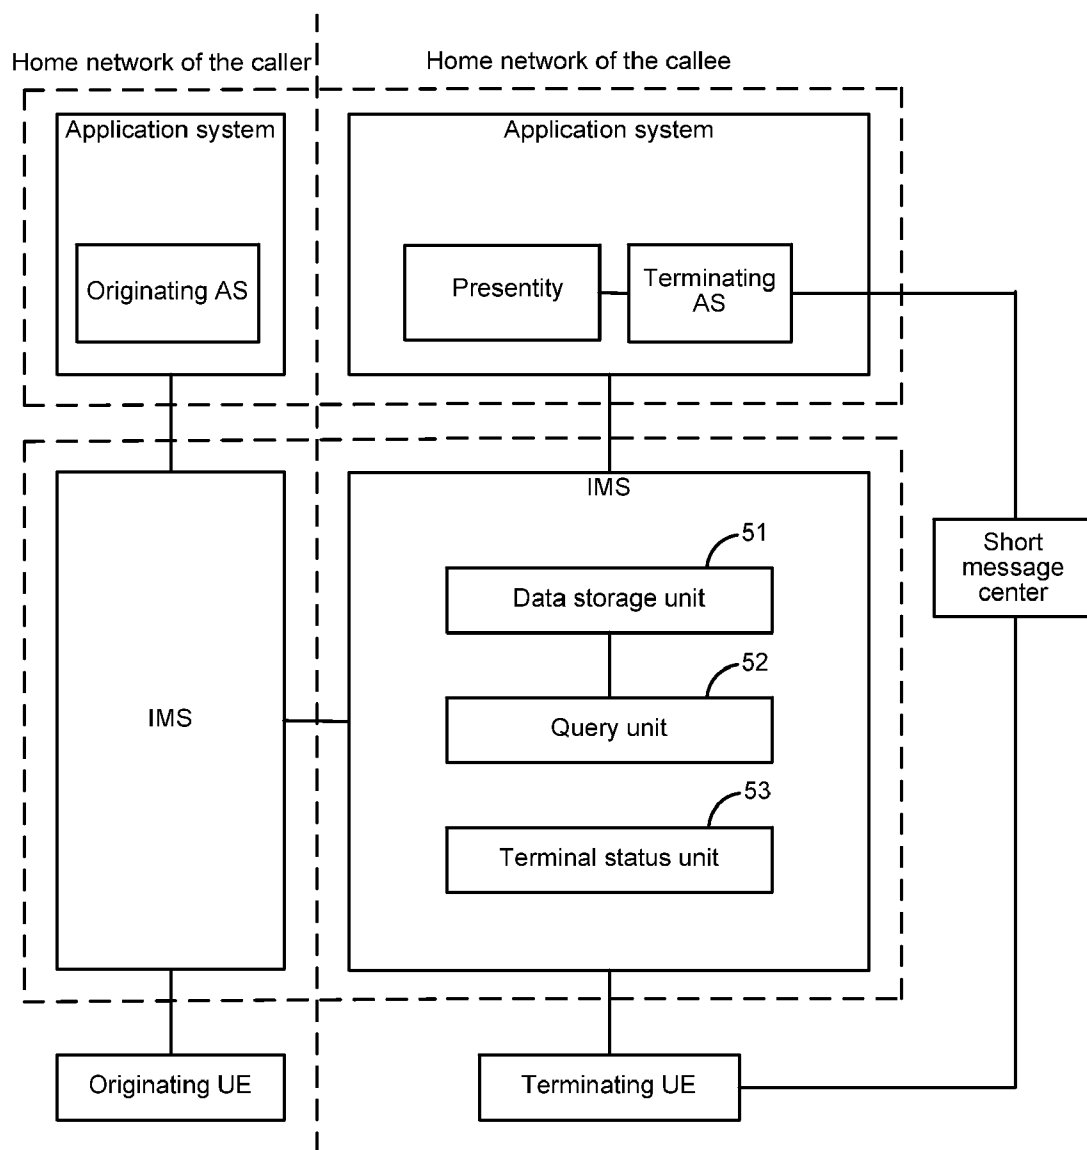 Home network of the caller
Home network of the callee
Application system
Application system
Originating AS
Presentity
Terminating
AS
IMS
51
Data storage unit
Short
message
center
52
IMS
Query unit
53
Terminal status unit
Originating UE
Terminating UE